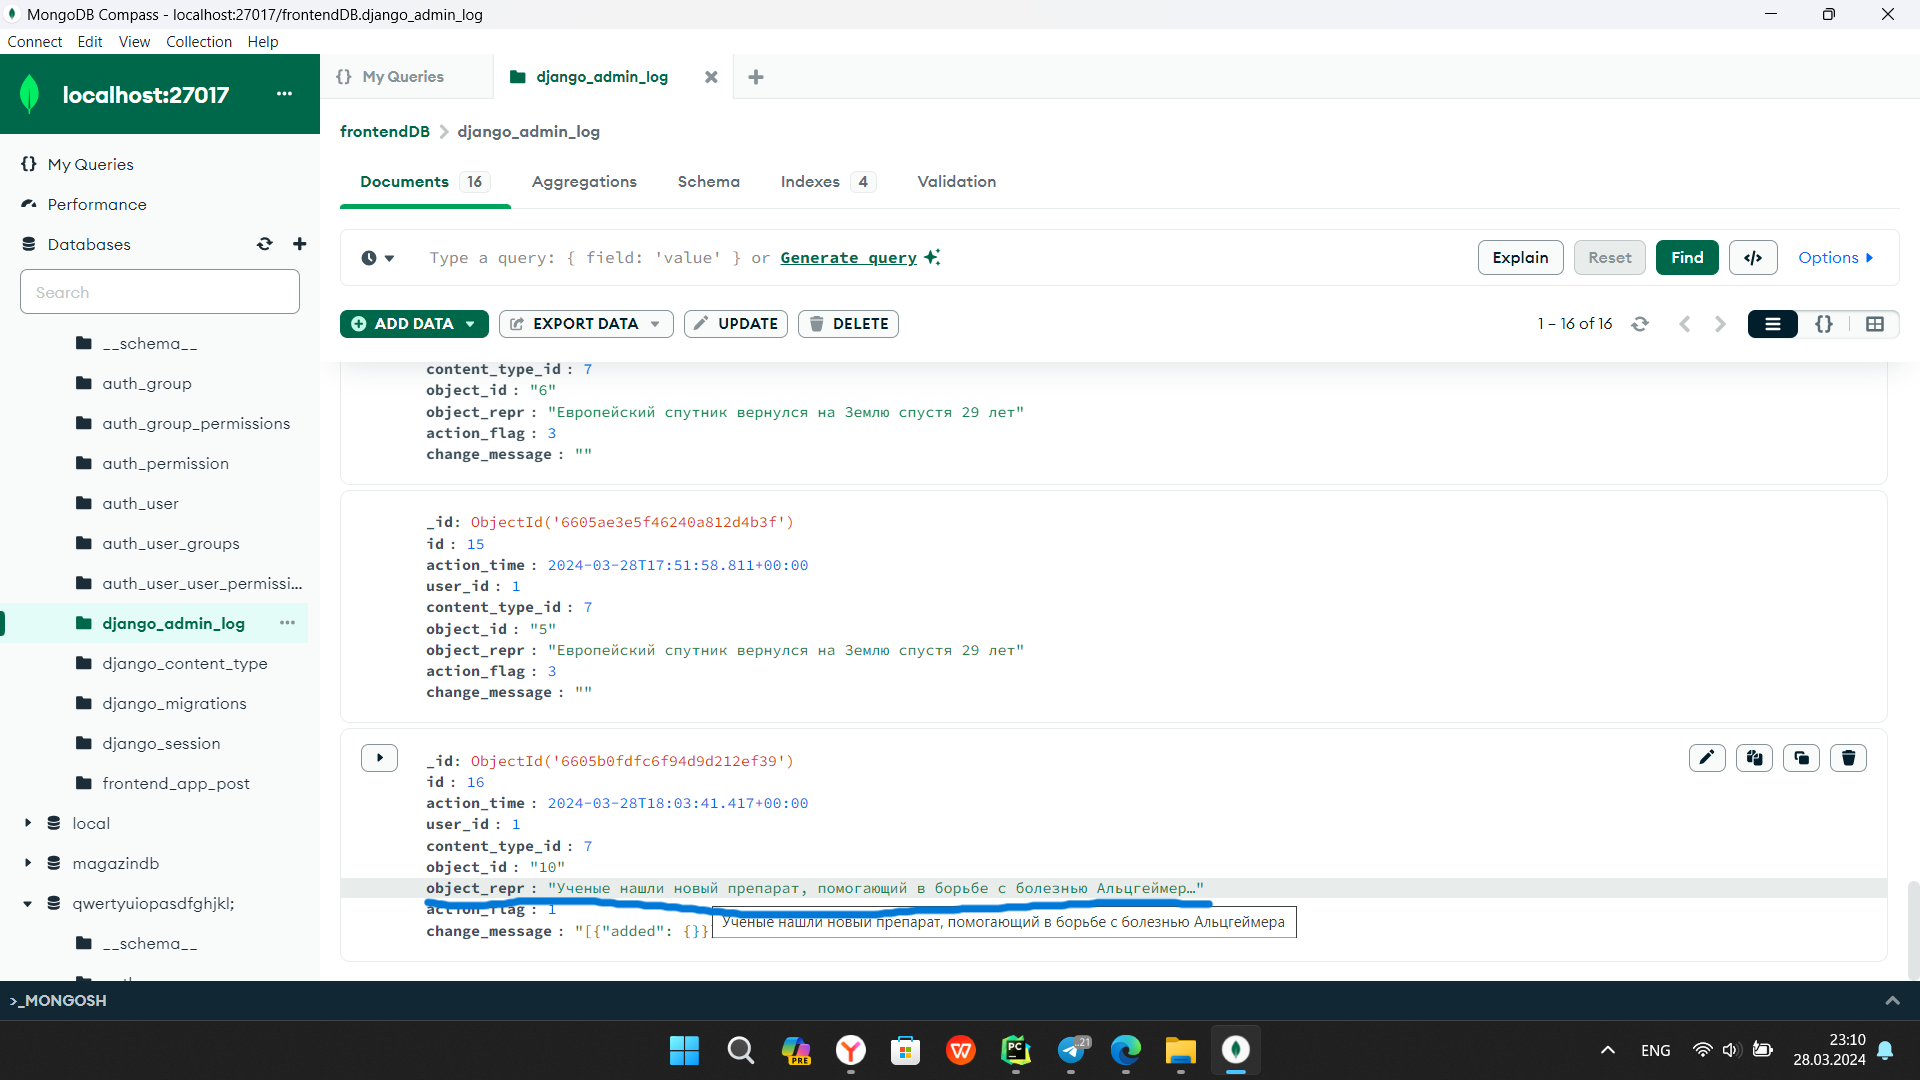 MongoDB Compass - localhost:27017/frontendDB.django_admin_log
Connect Edit View Collection Help
localhost:27017 ...
{} My Queries
django_admin_log
frontendDB > django_admin_log
My Queries
Performance
Databases
Search
__schema__
auth_group
auth_group_permissions
auth_permission
auth_user
auth_user_groups
auth_user_user_permissi...
django_admin_log ...
django_content_type
django_migrations
django_session
frontend_app_post
local
magazindb
qwertyuiopasdfghjkl;
__schema__
Documents 16 Aggregations Schema Indexes 4 Validation
Type a query: { field: 'value' } or Generate query
Explain Reset Find </> Options
ADD DATA EXPORT DATA UPDATE DELETE
1 – 16 of 16
{}
content_type_id : 7
object_id : "6"
object_repr : "Европейский спутник вернулся на Землю спустя 29 лет"
action_flag : 3
change_message : ""
_id: ObjectId('6605ae3e5f46240a812d4b3f')
id : 15
action_time : 2024-03-28T17:51:58.811+00:00
user_id : 1
content_type_id : 7
object_id : "5"
object_repr : "Европейский спутник вернулся на Землю спустя 29 лет"
action_flag : 3
change_message : ""
_id: ObjectId('6605b0fdfc6f94d9d212ef39')
id : 16
action_time : 2024-03-28T18:03:41.417+00:00
user_id : 1
content_type_id : 7
object_id : "10"
object_repr : "Ученые нашли новый препарат, помогающий в борьбе с болезнью Альцгеймер…"
action_flag : 1
change_message : "[{"added": {}}
Ученые нашли новый препарат, помогающий в борьбе с болезнью Альцгеймера
>_MONGOSH
PRE
PC
21
ENG
23:10
28.03.2024